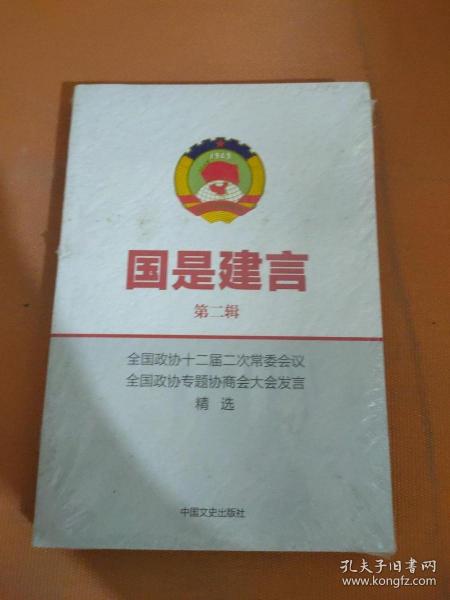 1949
国是建言
第二辑
全国政协十二届二次常委会议
全国政协专题协商会大会发言
精选
中国文史出版社
孔夫子旧书网
www.kongfz.com